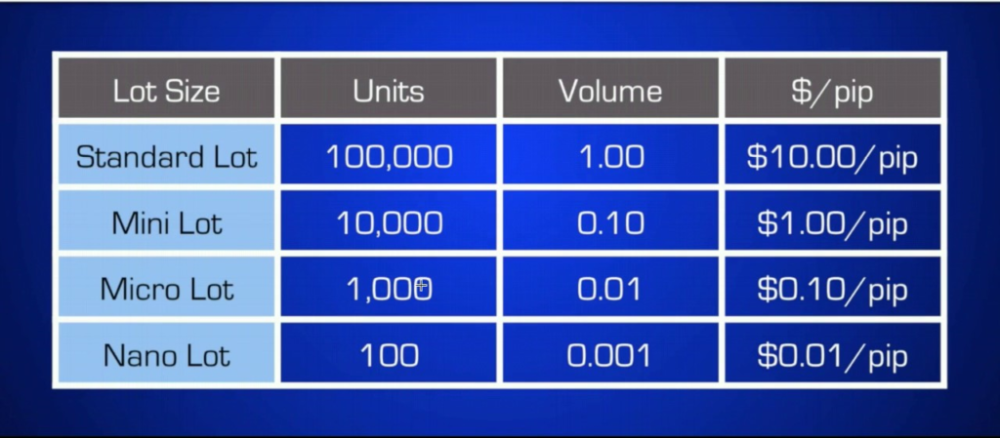 Lot Size Units Volume $/pip
Standard Lot 100,000 1.00 $10.00/pip
Mini Lot 10,000 0.10 $1.00/pip
Micro Lot 1,000 0.01 $0.10/pip
Nano Lot 100 0.001 $0.01/pip